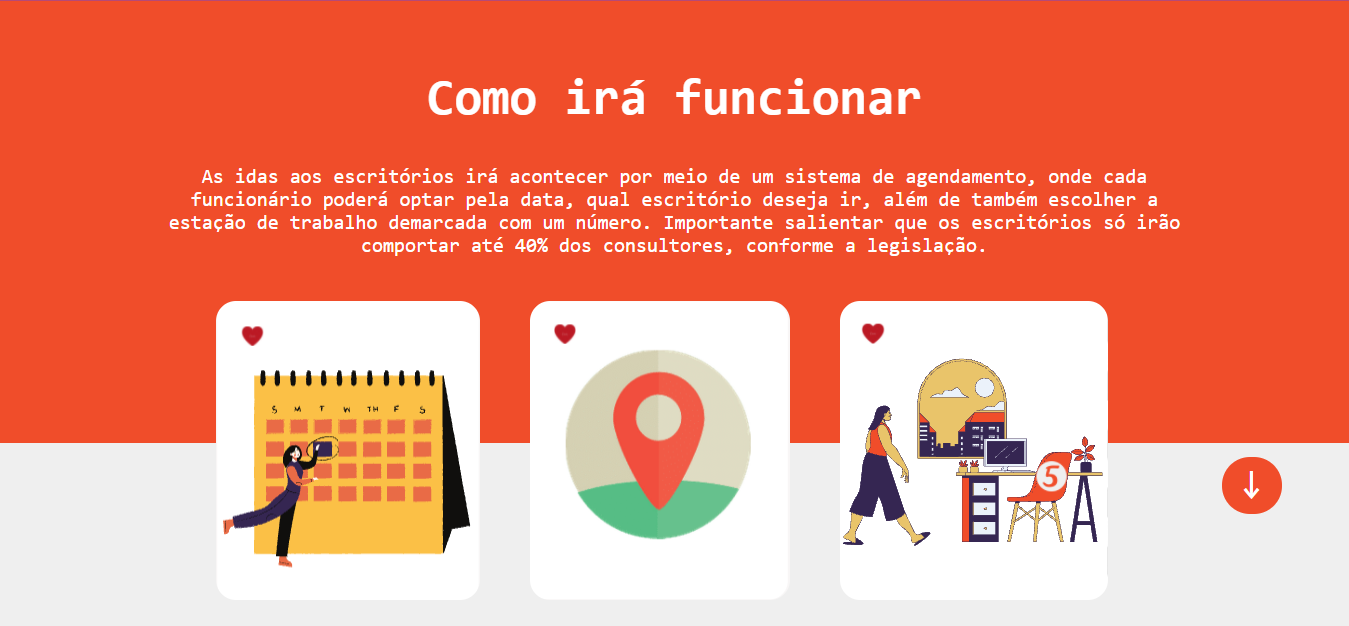 Como irá funcionar
As idas aos escritórios irá acontecer por meio de um sistema de agendamento, onde cada
funcionário poderá optar pela data, qual escritório deseja ir, além de também escolher a
estação de trabalho demarcada com um número. Importante salientar que os escritórios só irão
comportar até 40% dos consultores, conforme a legislação.
S M T W TH F S
5